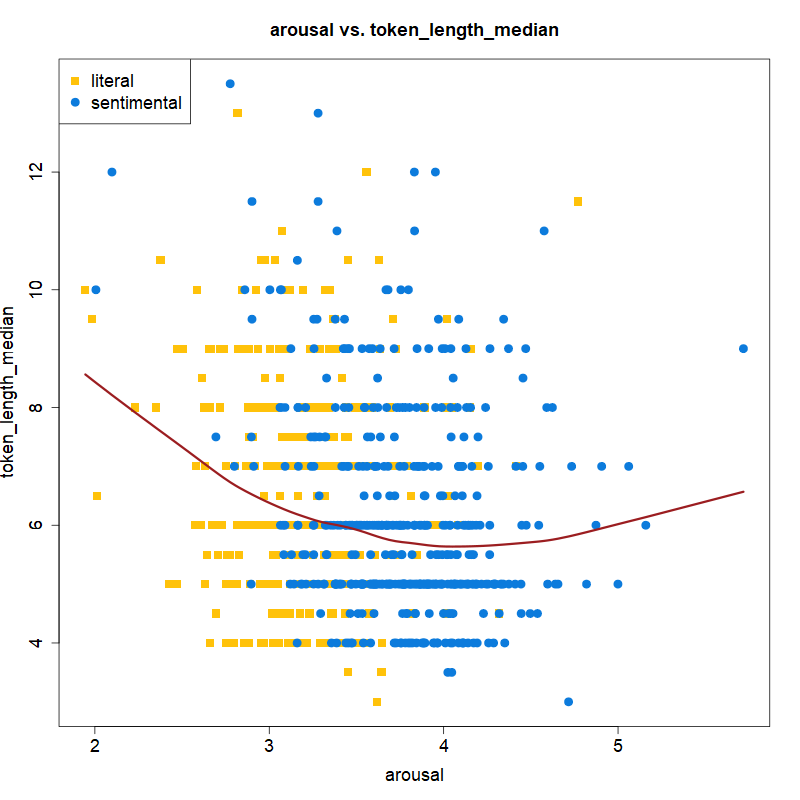 arousal vs. token_length_median
literal
sentimental
token_length_median
12
10
8
6
4
2
3
4
5
arousal